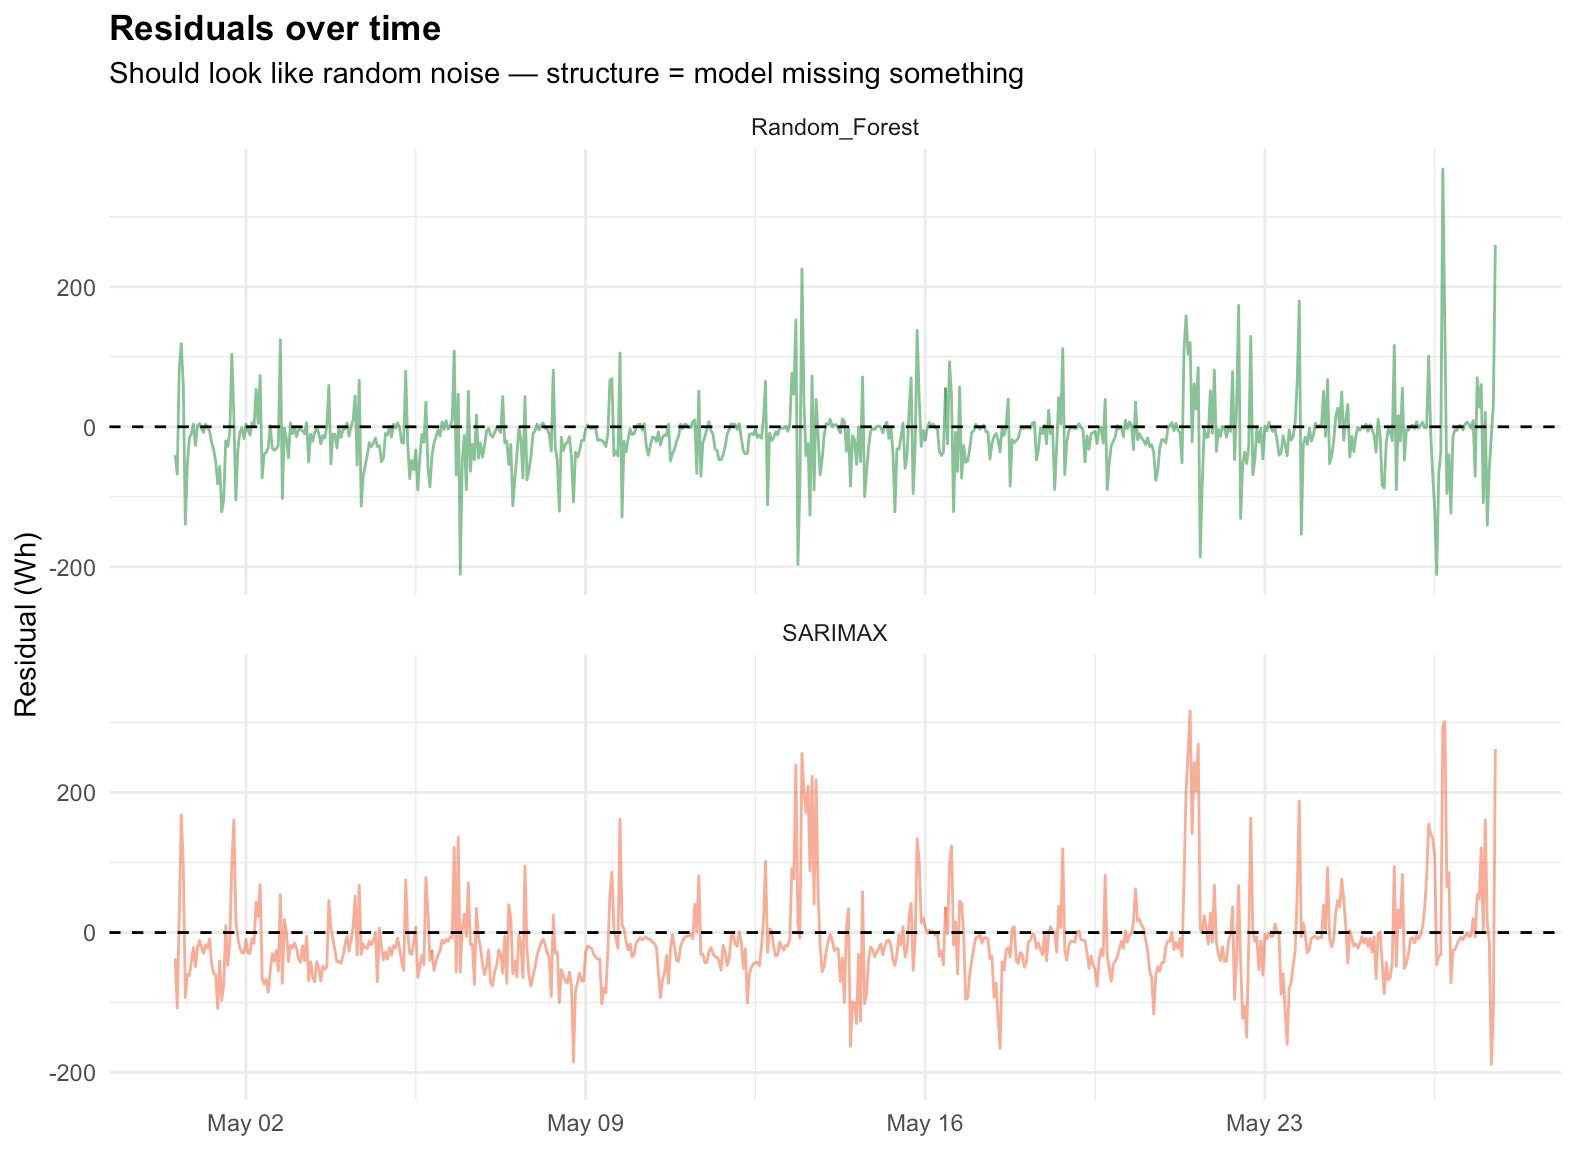 Residuals over time
Should look like random noise — structure = model missing something
Random_Forest
200
0
-200
Residual (Wh)
SARIMAX
200
0
-200
May 02
May 09
May 16
May 23